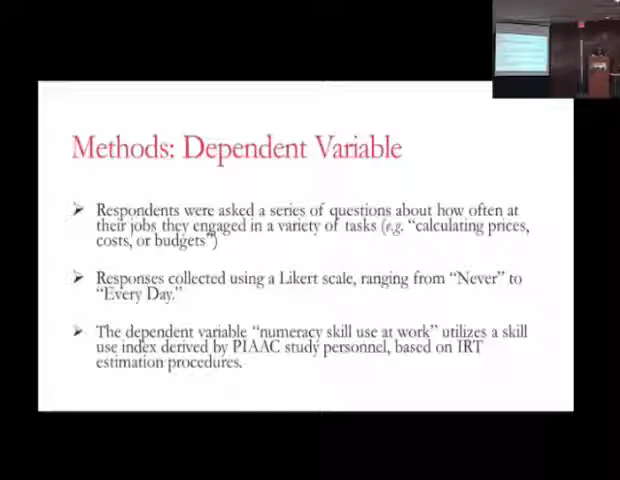 Methods: Dependent Variable
Respondents were asked a series of questions about how often at
their jobs they engaged in a variety of tasks (e.g. “calculating prices,
costs, or budgets”)
Responses collected using a Likert scale, ranging from “Never” to
“Every Day.”
The dependent variable “numeracy skill use at work” utilizes a skill
use index derived by PIAAC study personnel, based on IRT
estimation procedures.